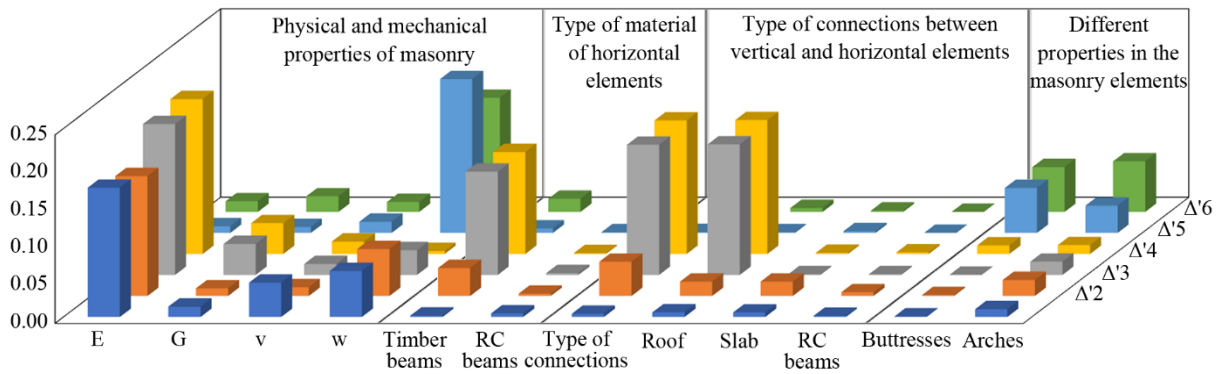 Physical and mechanical
properties of masonry
Type of material
of horizontal
elements
Type of connections between
vertical and horizontal elements
Different
properties in the
masonry elements
0.25
0.20
0.15
0.10
0.05
0.00
Δ'6
Δ'5
Δ'4
Δ'3
Δ'2
E
G
v
w
Timber
beams
RC
beams
Type of
connections
Roof
Slab
RC
beams
Buttresses
Arches